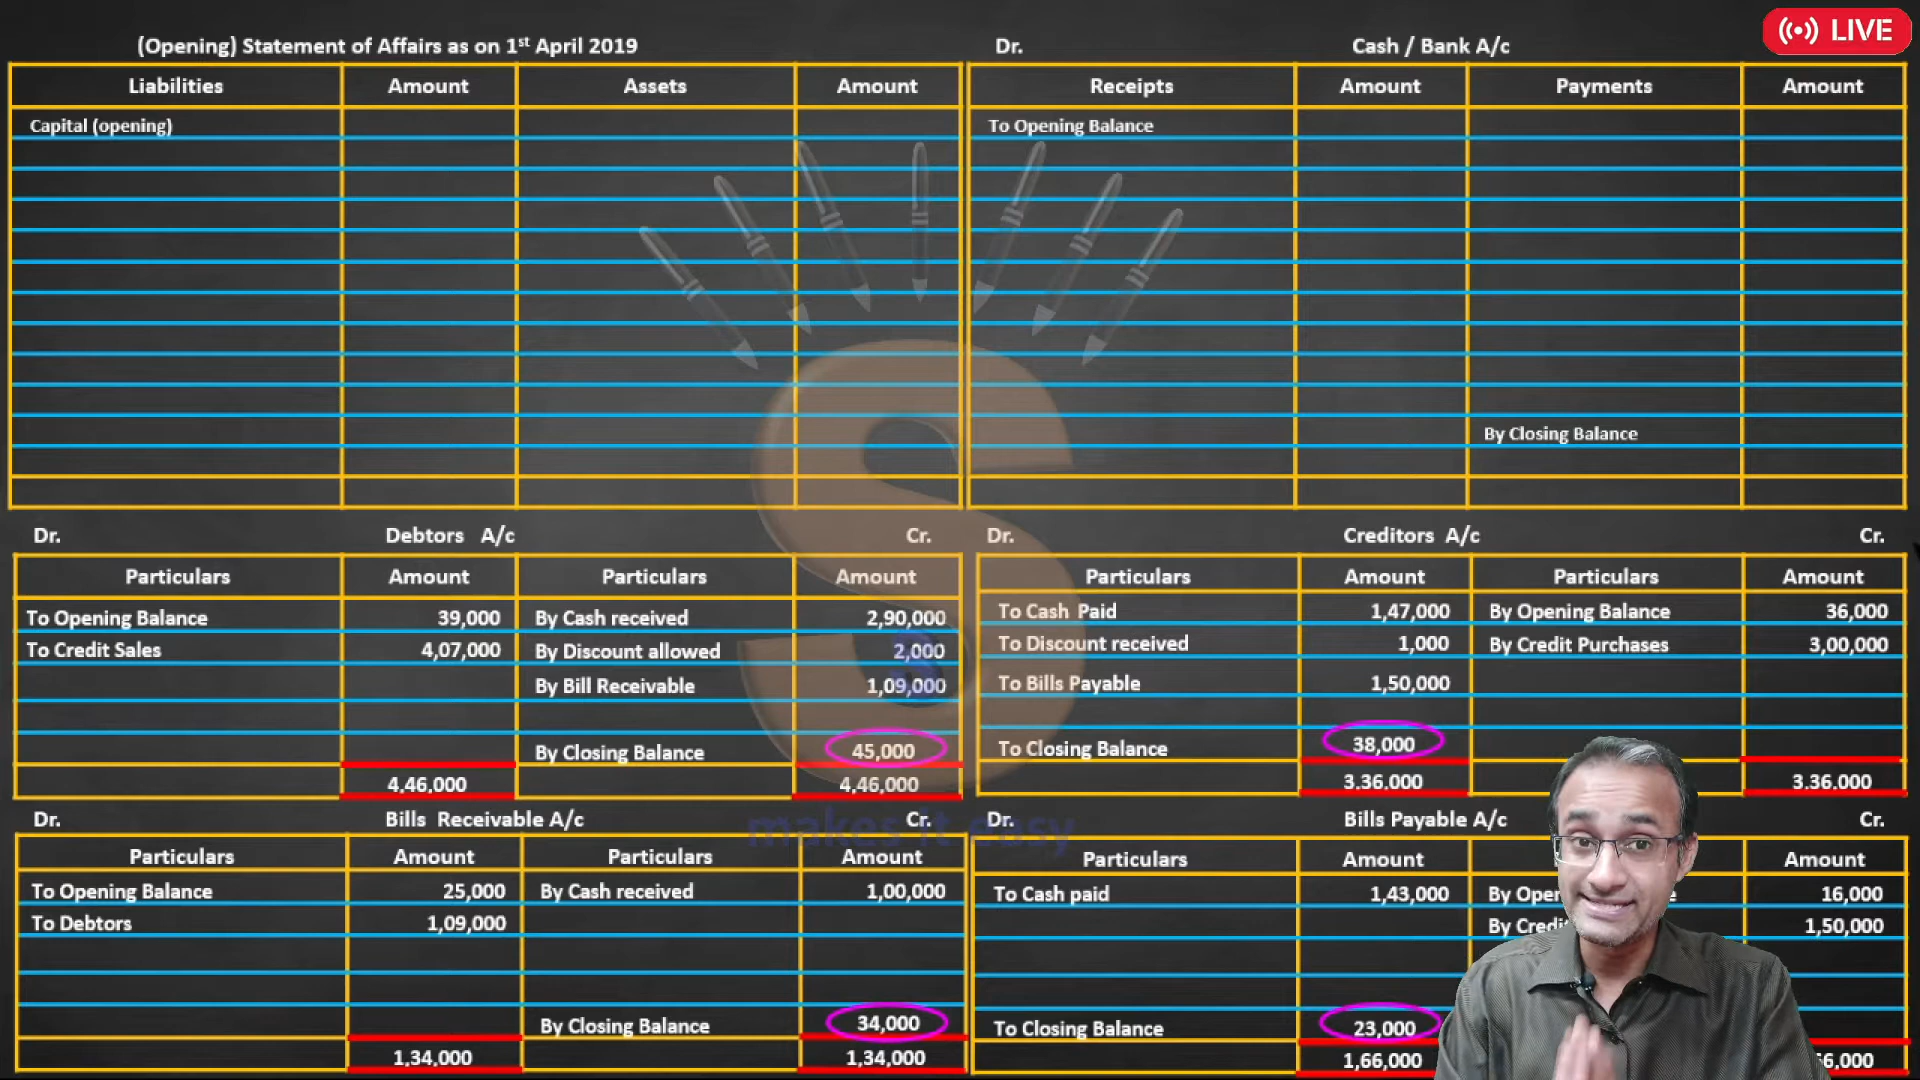 LIVE
(Opening) Statement of Affairs as on 1st April 2019
Liabilities Amount Assets Amount
Capital (opening)
Dr. Cash / Bank A/c
Receipts Amount Payments Amount
To Opening Balance
By Closing Balance
Dr. Debtors A/c Cr.
Particulars Amount Particulars Amount
To Opening Balance 39,000 By Cash received 2,90,000
To Credit Sales 4,07,000 By Discount allowed 2,000
By Bill Receivable 1,09,000
By Closing Balance 45,000
4,46,000 4,46,000
Dr. Creditors A/c Cr.
Particulars Amount Particulars Amount
To Cash Paid 1,47,000 By Opening Balance 36,000
To Discount received 1,000 By Credit Purchases 3,00,000
To Bills Payable 1,50,000
To Closing Balance 38,000
3.36.000 3.36.000
Dr. Bills Receivable A/c Cr.
Particulars Amount Particulars Amount
To Opening Balance 25,000 By Cash received 1,00,000
To Debtors 1,09,000
By Closing Balance 34,000
1,34,000 1,34,000
Dr. Bills Payable A/c Cr.
Particulars Amount Amount
To Cash paid 1,43,000 By 16,000
By 1,50,000
To Closing Balance 23,000
1,66,000
makes it easy